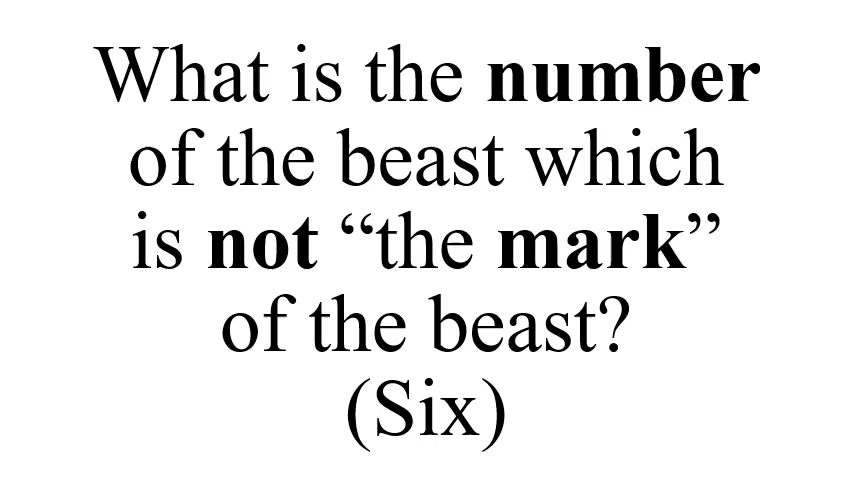 What is the number
of the beast which
is not “the mark”
of the beast?
(Six)